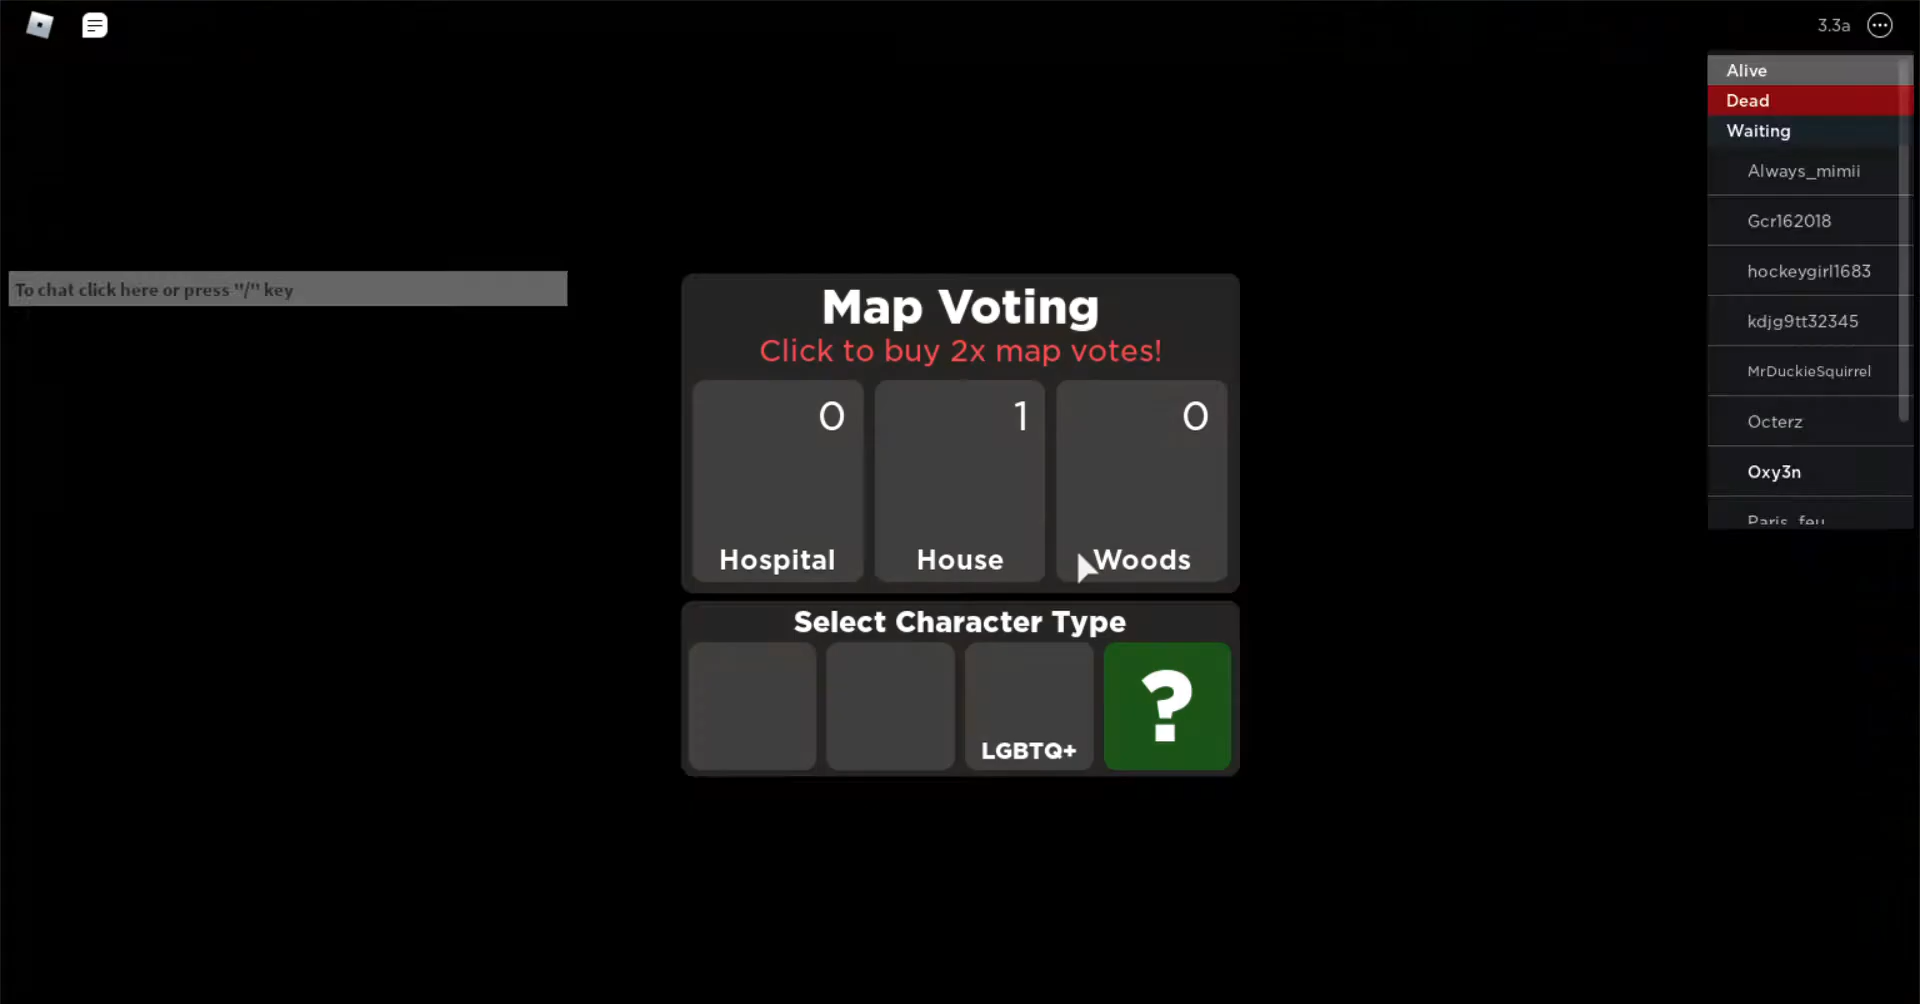 3.3a
Alive
Dead
Waiting
Always_mimii
Gcr162018
hockeygirl1683
kdjg9tt32345
MrDuckieSquirrel
Octerz
Oxy3n
Paris_feu
To chat click here or press "/" key
Map Voting
Click to buy 2x map votes!
0 1 0
Hospital House Woods
Select Character Type
LGBTQ+
?